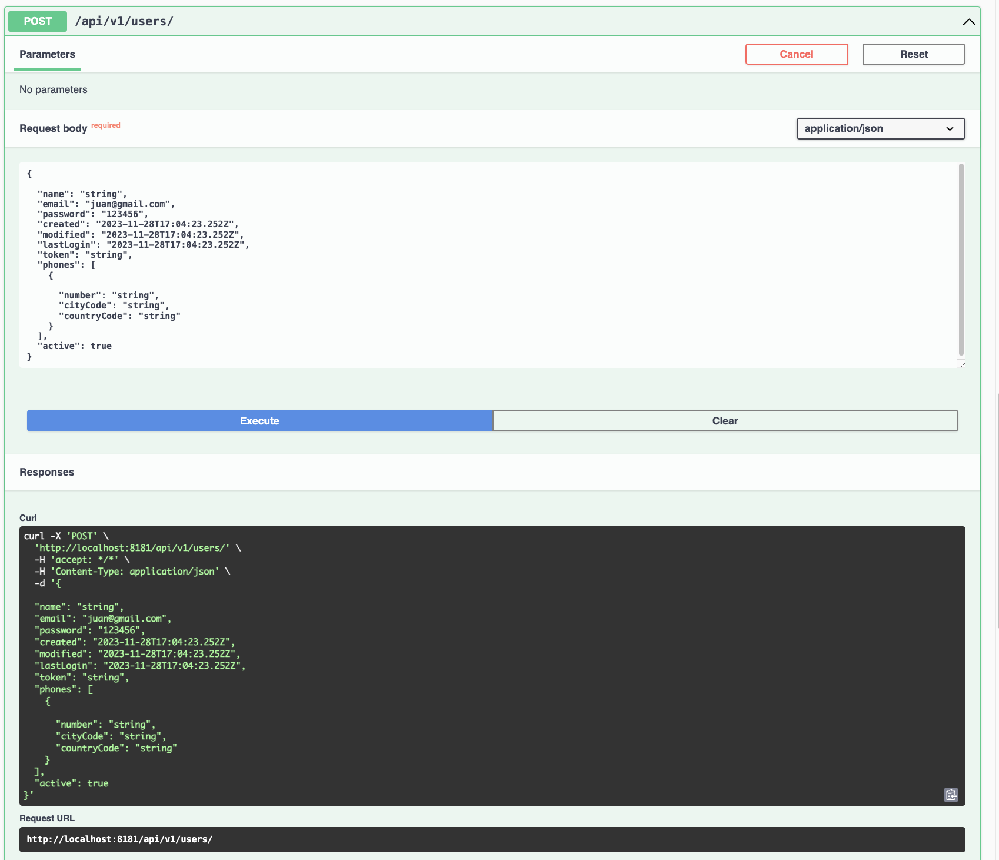 POST /api/v1/users/
Parameters
Cancel
Reset
No parameters
Request body required
application/json
{
"name": "string",
"email": "juan@gmail.com",
"password": "123456",
"created": "2023-11-28T17:04:23.252Z",
"modified": "2023-11-28T17:04:23.252Z",
"lastLogin": "2023-11-28T17:04:23.252Z",
"token": "string",
"phones": [
{
"number": "string",
"cityCode": "string",
"countryCode": "string"
}
],
"active": true
}
Execute
Clear
Responses
Curl
curl -X 'POST' \
'http://localhost:8181/api/v1/users/' \
-H 'accept: */*' \
-H 'Content-Type: application/json' \
-d '{
"name": "string",
"email": "juan@gmail.com",
"password": "123456",
"created": "2023-11-28T17:04:23.252Z",
"modified": "2023-11-28T17:04:23.252Z",
"lastLogin": "2023-11-28T17:04:23.252Z",
"token": "string",
"phones": [
{
"number": "string",
"cityCode": "string",
"countryCode": "string"
}
],
"active": true
}'
Request URL
http://localhost:8181/api/v1/users/